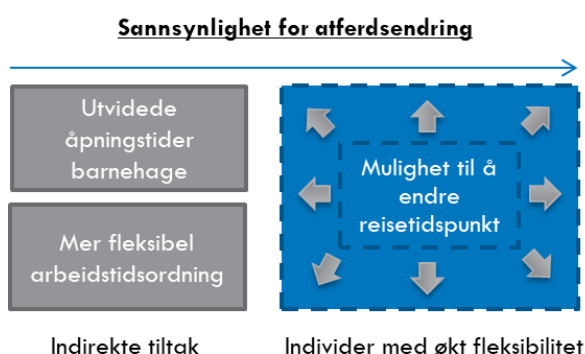 Sannsynlighet for atferdsendring
Utvidede
åpningstider
barnehage
Mer fleksibel
arbeidstidsordning
Mulighet til å
endre
reisetidspunkt
Indirekte tiltak
Individer med økt fleksibilitet